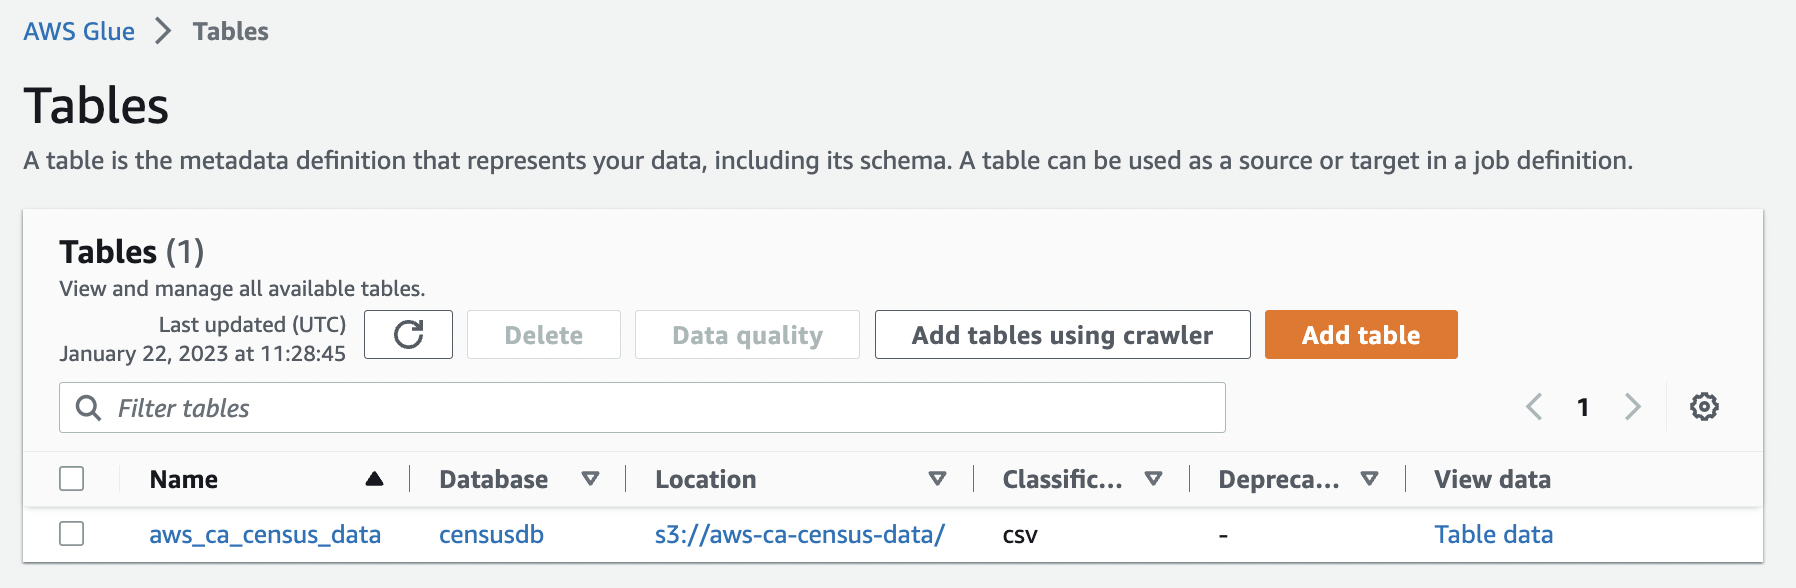 AWS Glue > Tables
Tables
A table is the metadata definition that represents your data, including its schema. A table can be used as a source or target in a job definition.
Tables (1)
View and manage all available tables.
Last updated (UTC)
January 22, 2023 at 11:28:45
Delete Data quality Add tables using crawler Add table
Filter tables
1
Name Database Location Classific... Depreca... View data
aws_ca_census_data censusdb s3://aws-ca-census-data/ csv - Table data